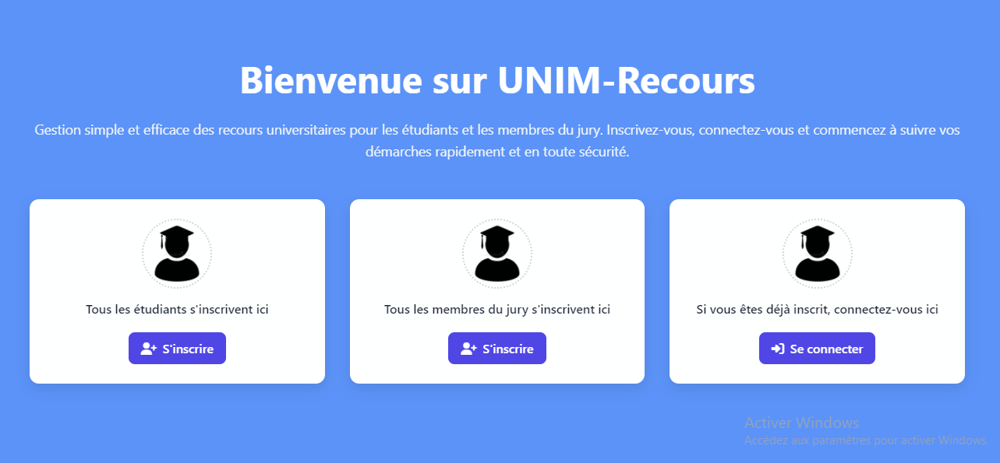 Bienvenue sur UNIM-Recours
Gestion simple et efficace des recours universitaires pour les étudiants et les membres du jury. Inscrivez-vous, connectez-vous et commencez à suivre vos
démarches rapidement et en toute sécurité.
Tous les étudiants s'inscrivent ici
S'inscrire
Tous les membres du jury s'inscrivent ici
S'inscrire
Si vous êtes déjà inscrit, connectez-vous ici
Se connecter
Activer Windows
Accédez aux paramètres pour activer Windows.